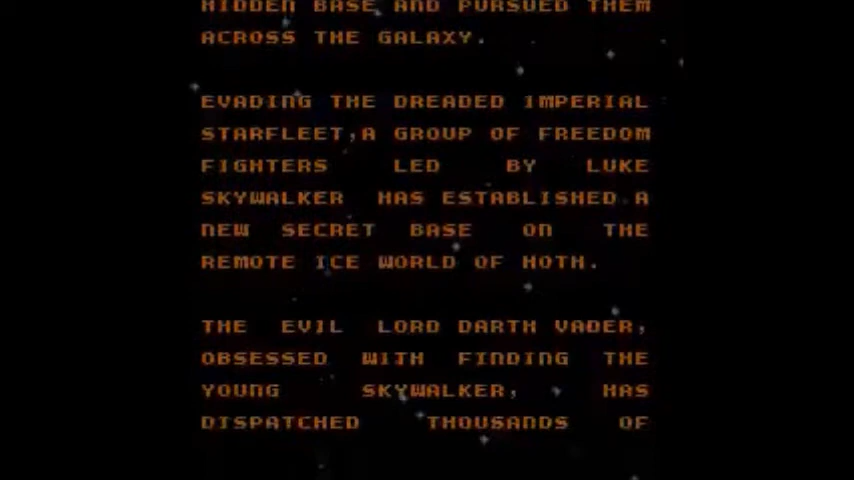 HIDDEN BASE AND PURSUED THEM
ACROSS THE GALAXY.
EVADING THE DREADED IMPERIAL
STARFLEET,A GROUP OF FREEDOM
FIGHTERS LED BY LUKE
SKYWALKER HAS ESTABLISHED A
NEW SECRET BASE ON THE
REMOTE ICE WORLD OF HOTH.
THE EVIL LORD DARTH VADER,
OBSESSED WITH FINDING THE
YOUNG SKYWALKER, HAS
DISPATCHED THOUSANDS OF